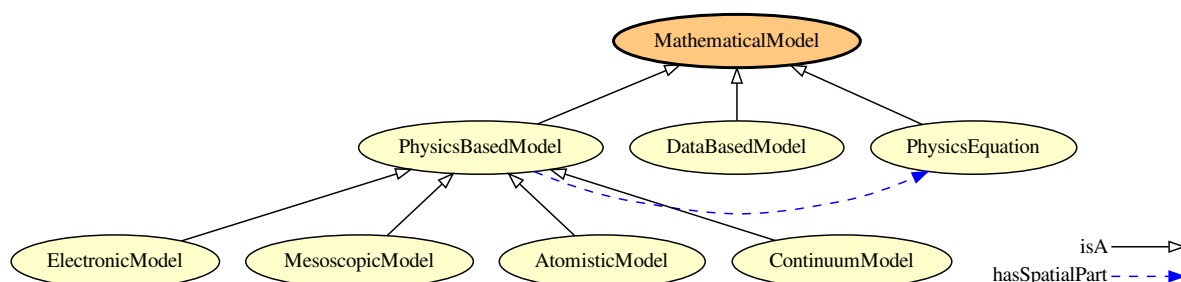 MathematicalModel
PhysicsBasedModel
DataBasedModel
PhysicsEquation
ElectronicModel
MesoscopicModel
AtomisticModel
ContinuumModel
isA
hasSpatialPart